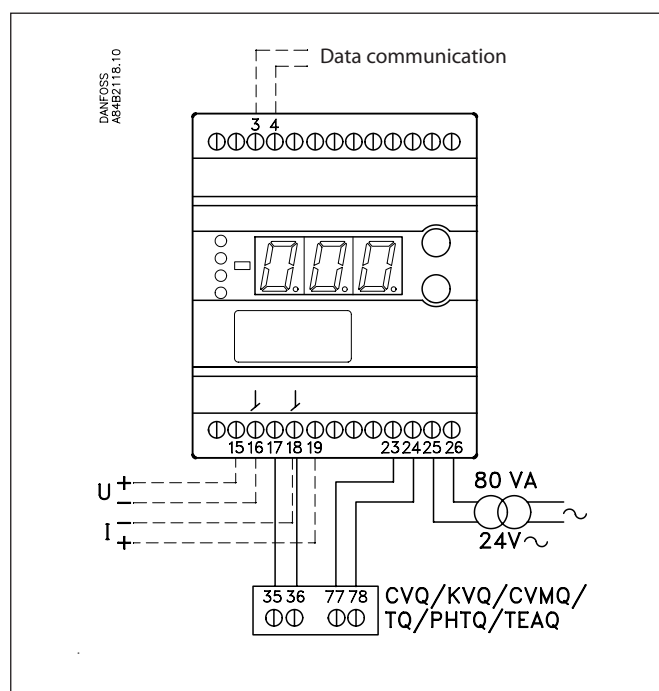 DANFOSS
A84B2118.10
Data communication
3 4
0.0.0.
15 16 17 18 19 23 24 25 26
U + −
I − +
80 VA
24V~
35 36 77 78
CVQ/KVQ/CVMQ/
TQ/PHTQ/TEAQ